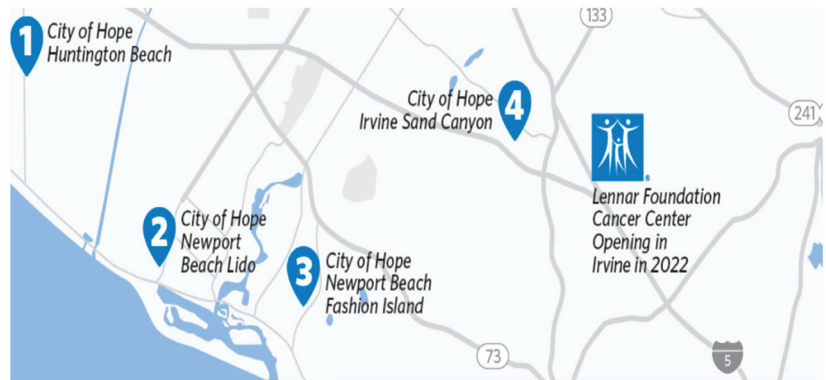 133
1
City of Hope
Huntington Beach
City of Hope
Irvine Sand Canyon
4
241
Lennar Foundation
Cancer Center
Opening in
Irvine in 2022
2
City of Hope
Newport
Beach Lido
3
City of Hope
Newport Beach
Fashion Island
73
5